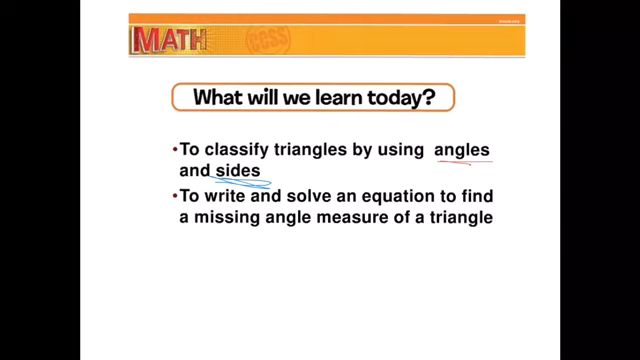 MATH
ccss
What will we learn today?
•To classify triangles by using angles
and sides
•To write and solve an equation to find
a missing angle measure of a triangle